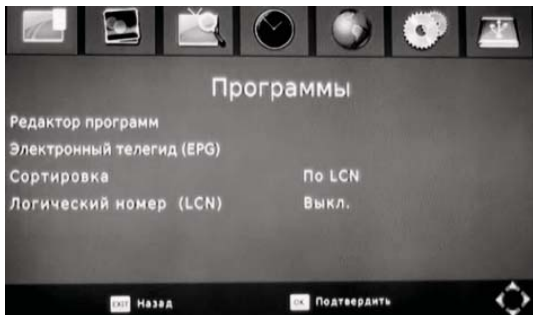 Программы
Редактор программ
Электронный телегид (EPG)
Сортировка По LCN
Логический номер (LCN) Выкл.
EXIT Назад OK Подтвердить